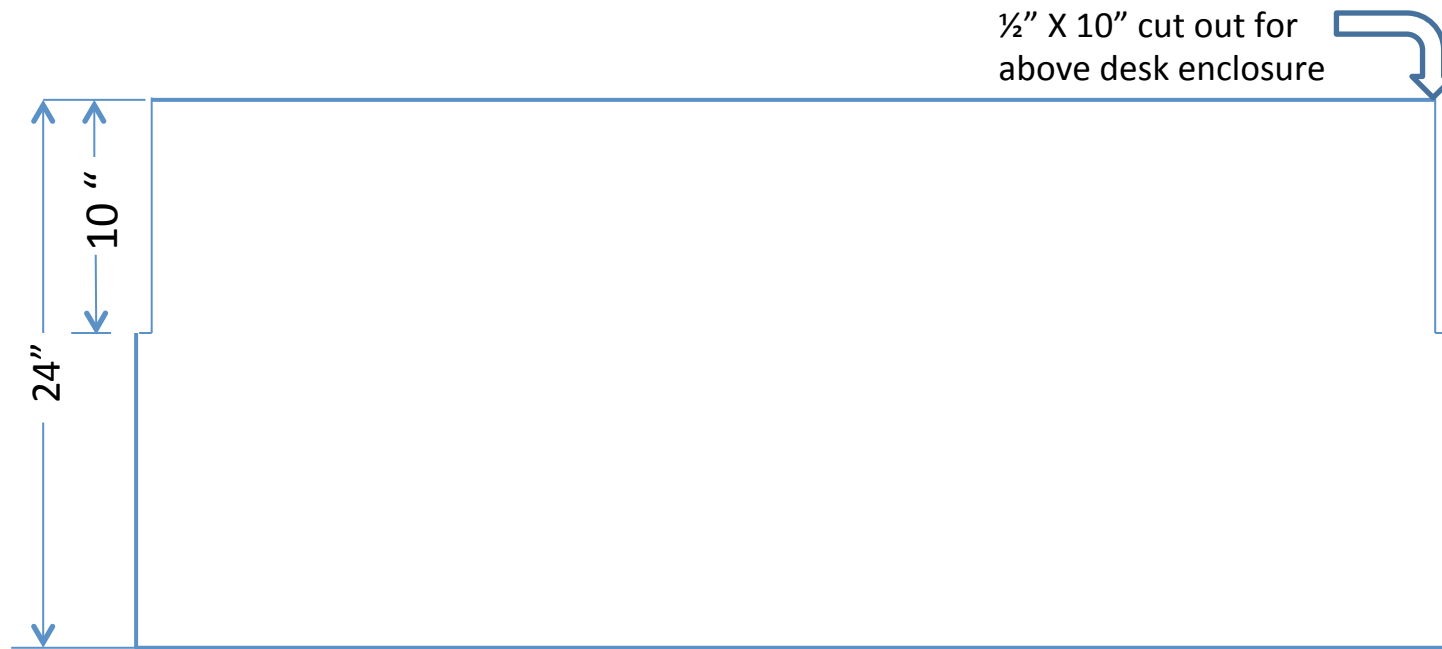 ½” X 10” cut out for
above desk enclosure
10 “
24”